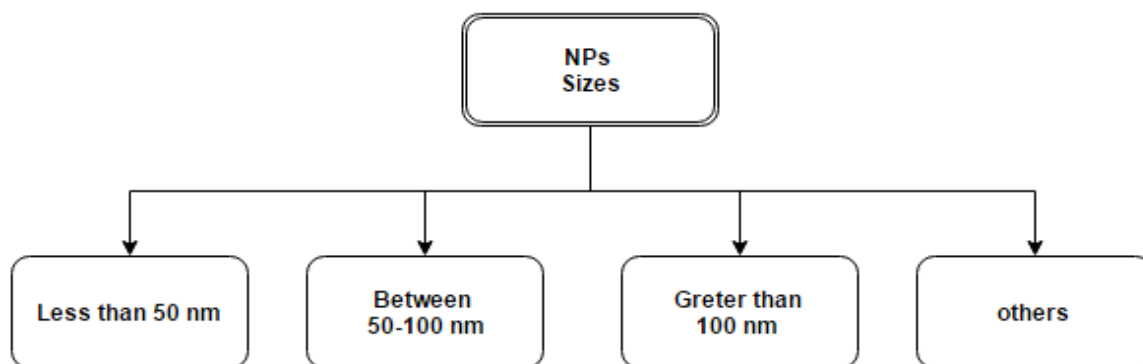 NPs
Sizes
Less than 50 nm
Between
50-100 nm
Greter than
100 nm
others